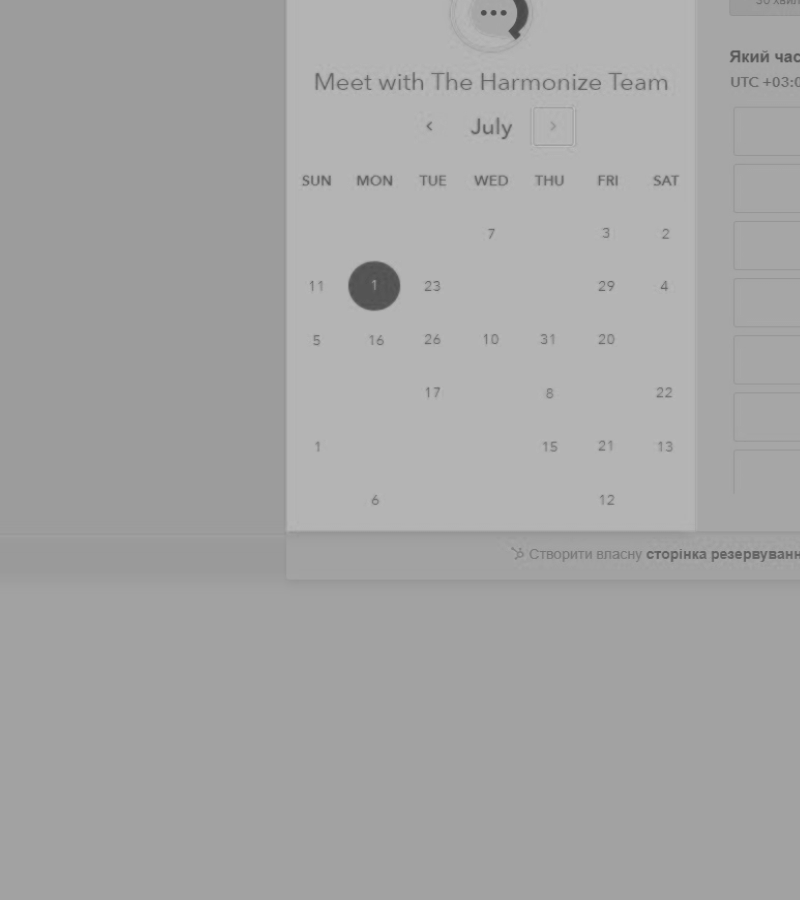 Meet with The Harmonize Team
‹ July ›
SUN MON TUE WED THU FRI SAT
7 3 2
11 1 23 29 4
5 16 26 10 31 20
17 8 22
1 15 21 13
6 12
Який час
UTC +03:0
Створити власну сторінка резервуванн